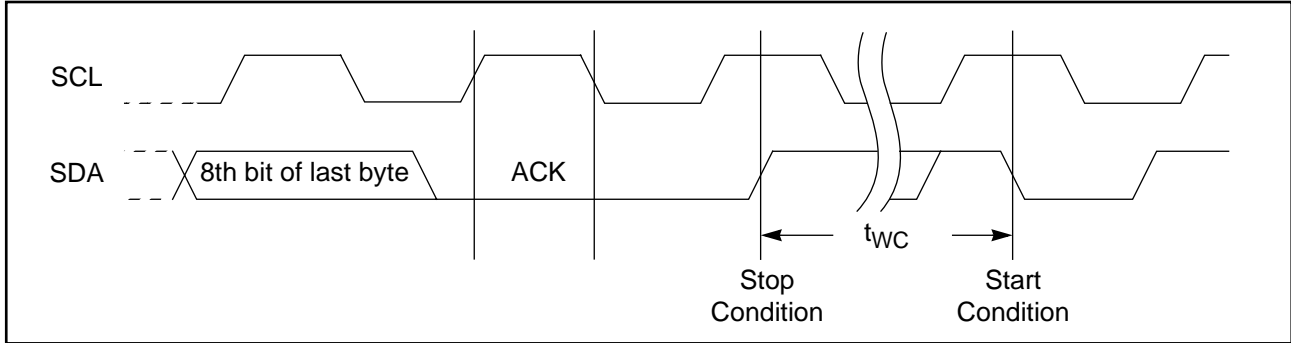 SCL
SDA
8th bit of last byte
ACK
tWC
Stop
Condition
Start
Condition